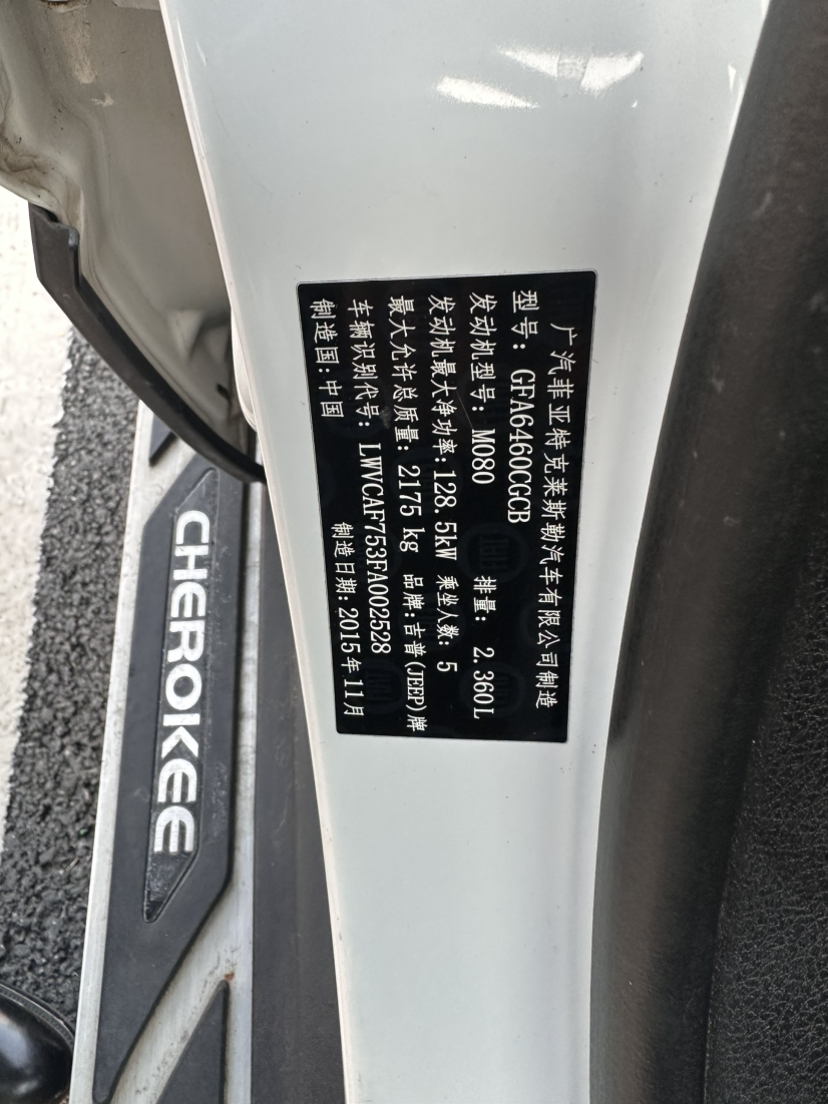 广汽菲亚特克莱斯勒汽车有限公司制造
型号: GFA6460CGCB
发动机型号: M080 排量: 2.360L
发动机最大净功率:128.5kW 乘坐人数: 5
最大允许总质量: 2175 kg 品牌:吉普(JEEP)牌
车辆识别代号: LWVCAF753FA002528
制造国:中国 制造日期: 2015年11月
CHEROKEE